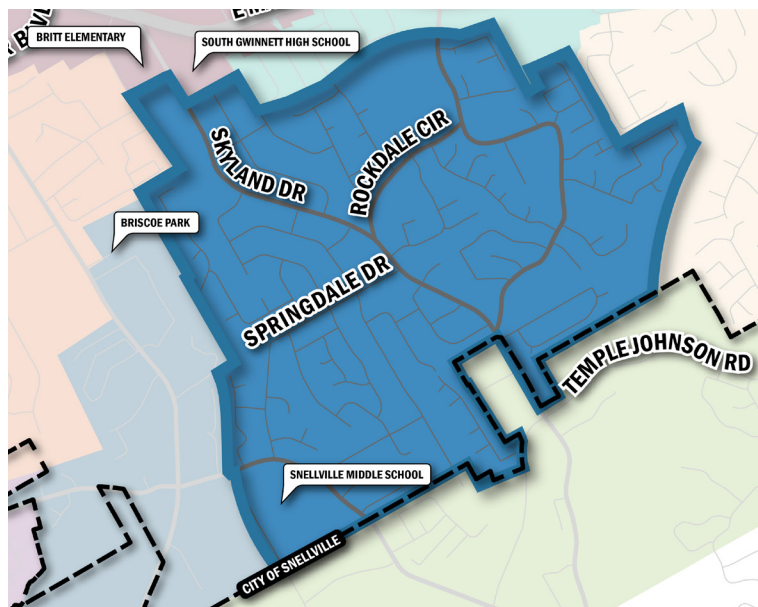 BRITT ELEMENTARY
SOUTH GWINNETT HIGH SCHOOL
SKYLAND DR
ROCKDALE CIR
BRISCOE PARK
SPRINGDALE DR
TEMPLE JOHNSON RD
SNELLVILLE MIDDLE SCHOOL
CITY OF SNELLVILLE